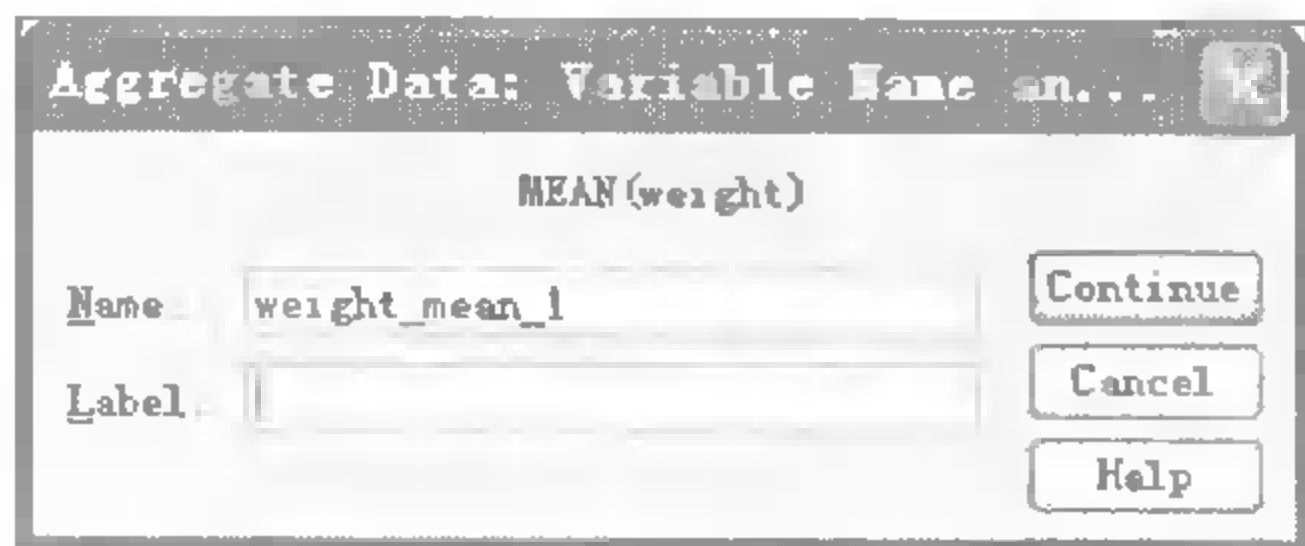 Aggregate Data: Variable Name an...
MEAN(weight)
Name: weight_mean_1
Continue
Label:
Cancel
Help